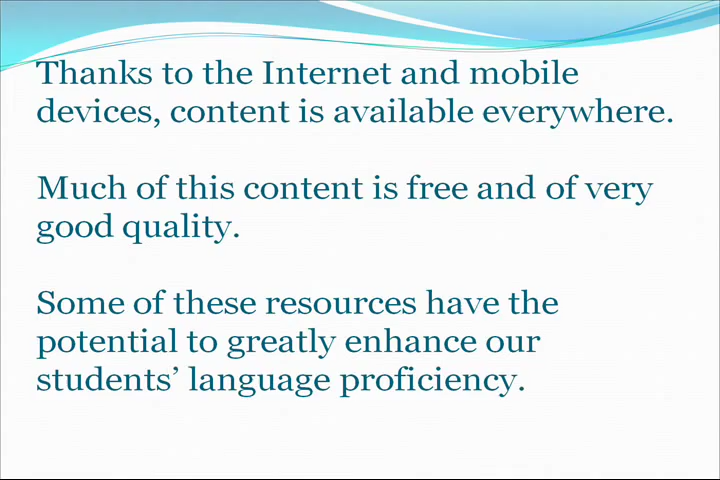 Thanks to the Internet and mobile
devices, content is available everywhere.
Much of this content is free and of very
good quality.
Some of these resources have the
potential to greatly enhance our
students’ language proficiency.